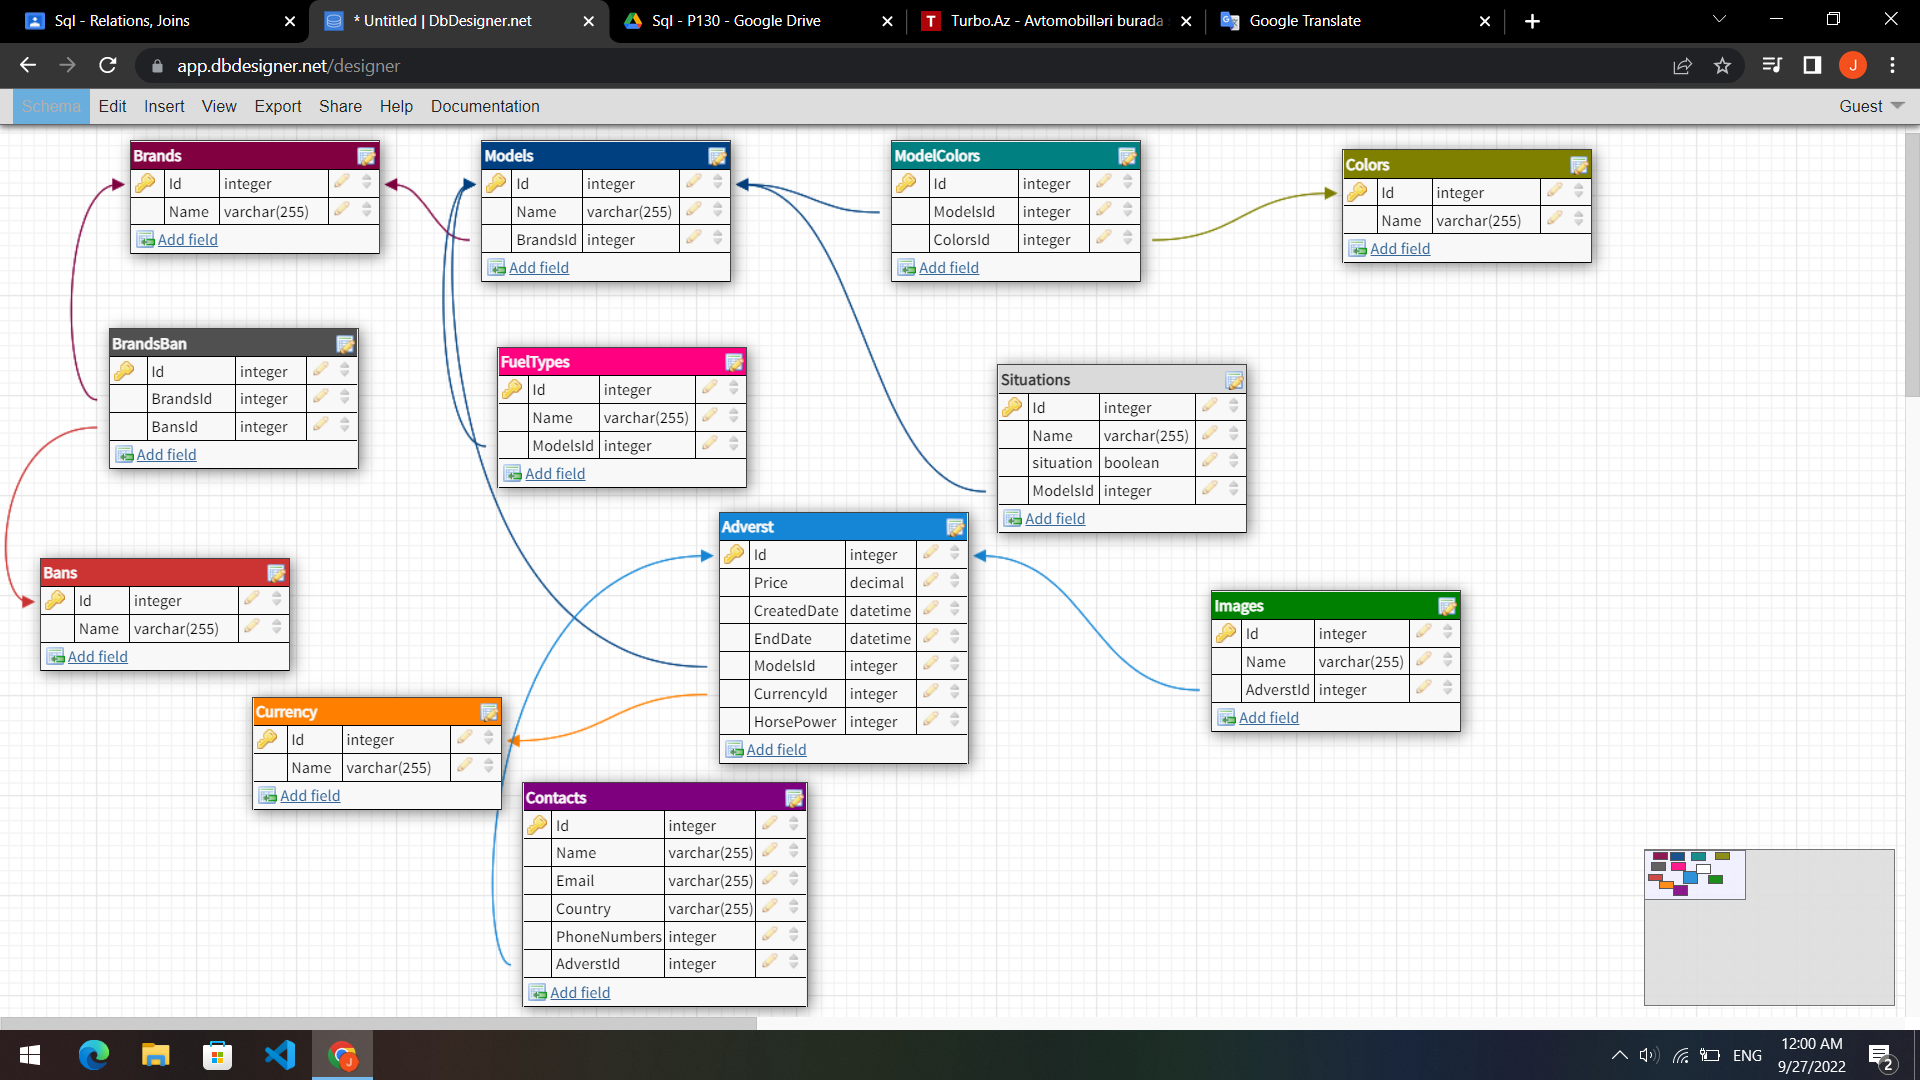 Sql - Relations, Joins
* Untitled | DbDesigner.net
Sql - P130 - Google Drive
Turbo.Az - Avtomobilləri burada
Google Translate
app.dbdesigner.net/designer
J
Schema Edit Insert View Export Share Help Documentation
Guest
Brands
Id integer
Name varchar(255)
Add field
Models
Id integer
Name varchar(255)
BrandsId integer
Add field
ModelColors
Id integer
ModelsId integer
ColorsId integer
Add field
Colors
Id integer
Name varchar(255)
Add field
BrandsBan
Id integer
BrandsId integer
BansId integer
Add field
FuelTypes
Id integer
Name varchar(255)
ModelsId integer
Add field
Situations
Id integer
Name varchar(255)
situation boolean
ModelsId integer
Add field
Adverst
Id integer
Price decimal
CreatedDate datetime
EndDate datetime
ModelsId integer
CurrencyId integer
HorsePower integer
Add field
Bans
Id integer
Name varchar(255)
Add field
Images
Id integer
Name varchar(255)
AdverstId integer
Add field
Currency
Id integer
Name varchar(255)
Add field
Contacts
Id integer
Name varchar(255)
Email varchar(255)
Country varchar(255)
PhoneNumbers integer
AdverstId integer
Add field
J
ENG
12:00 AM
9/27/2022
2